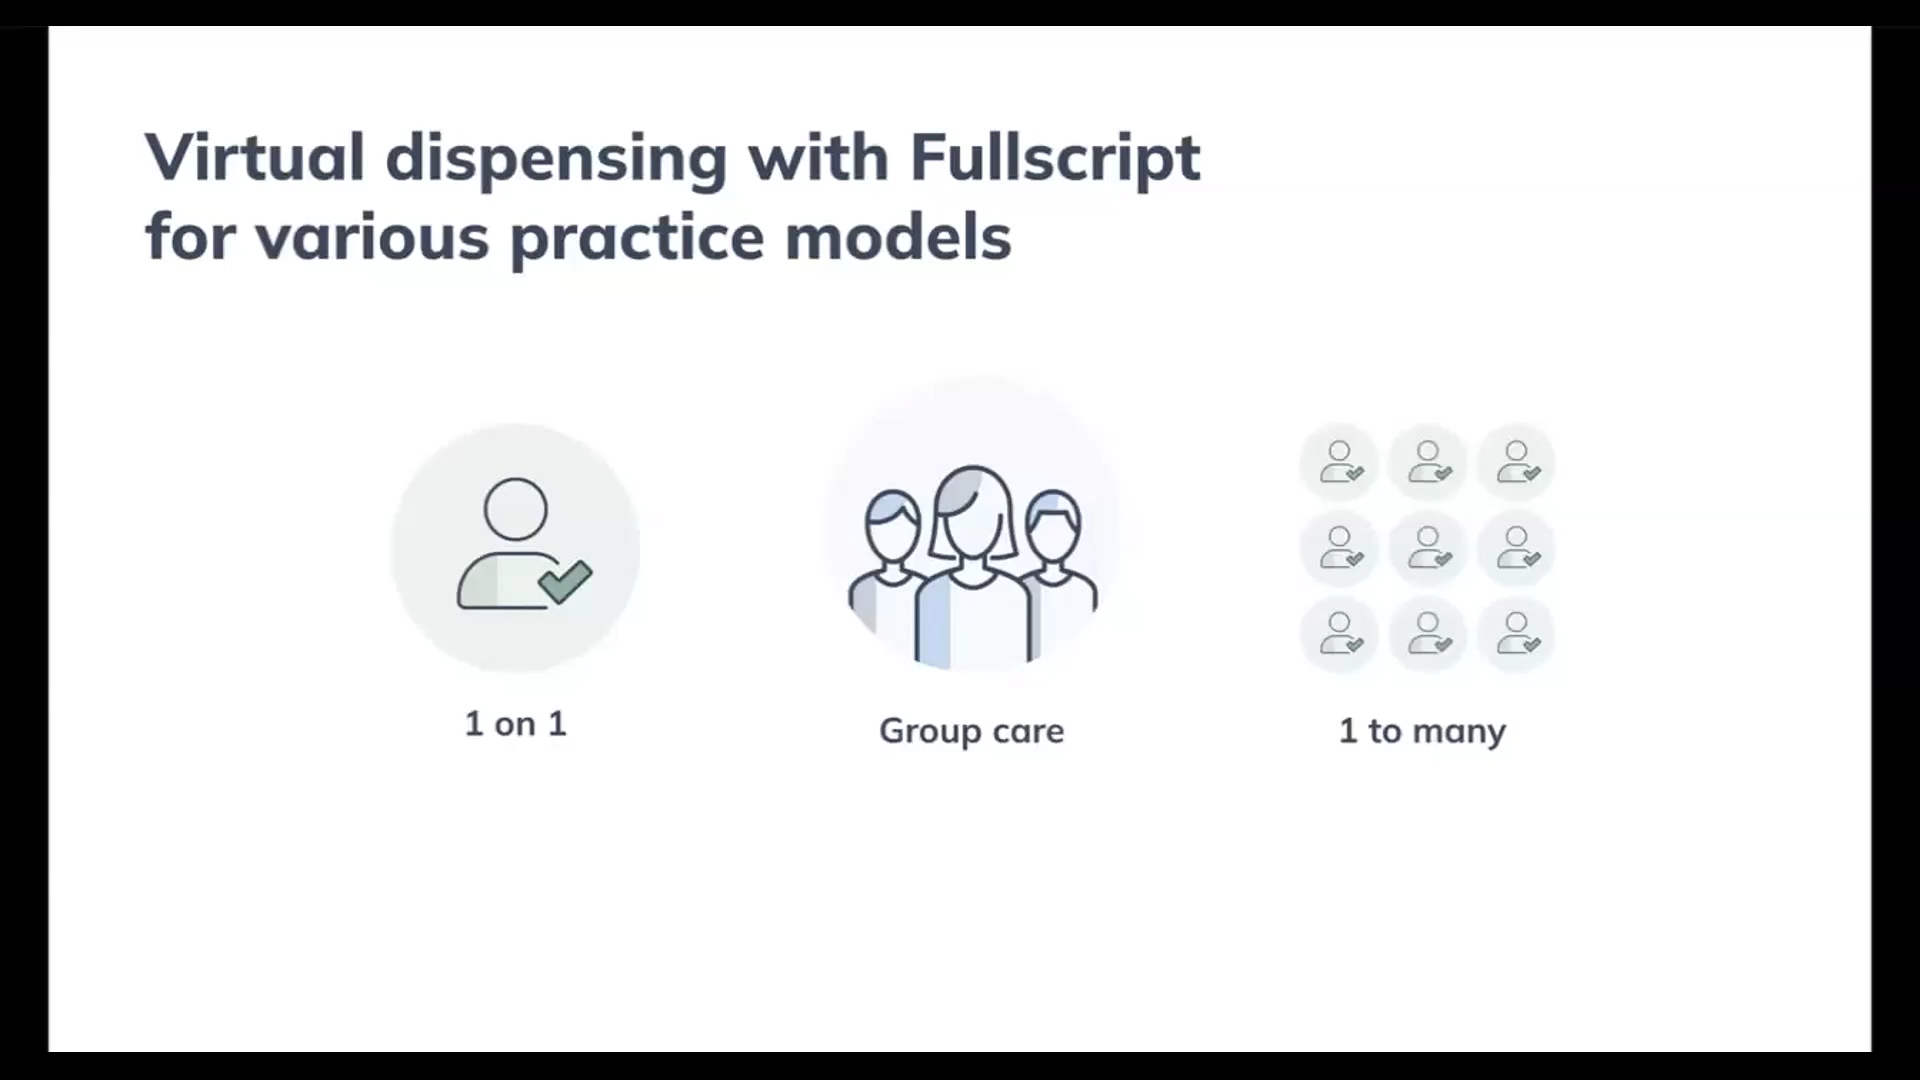 Virtual dispensing with Fullscript
for various practice models
1 on 1
Group care
1 to many